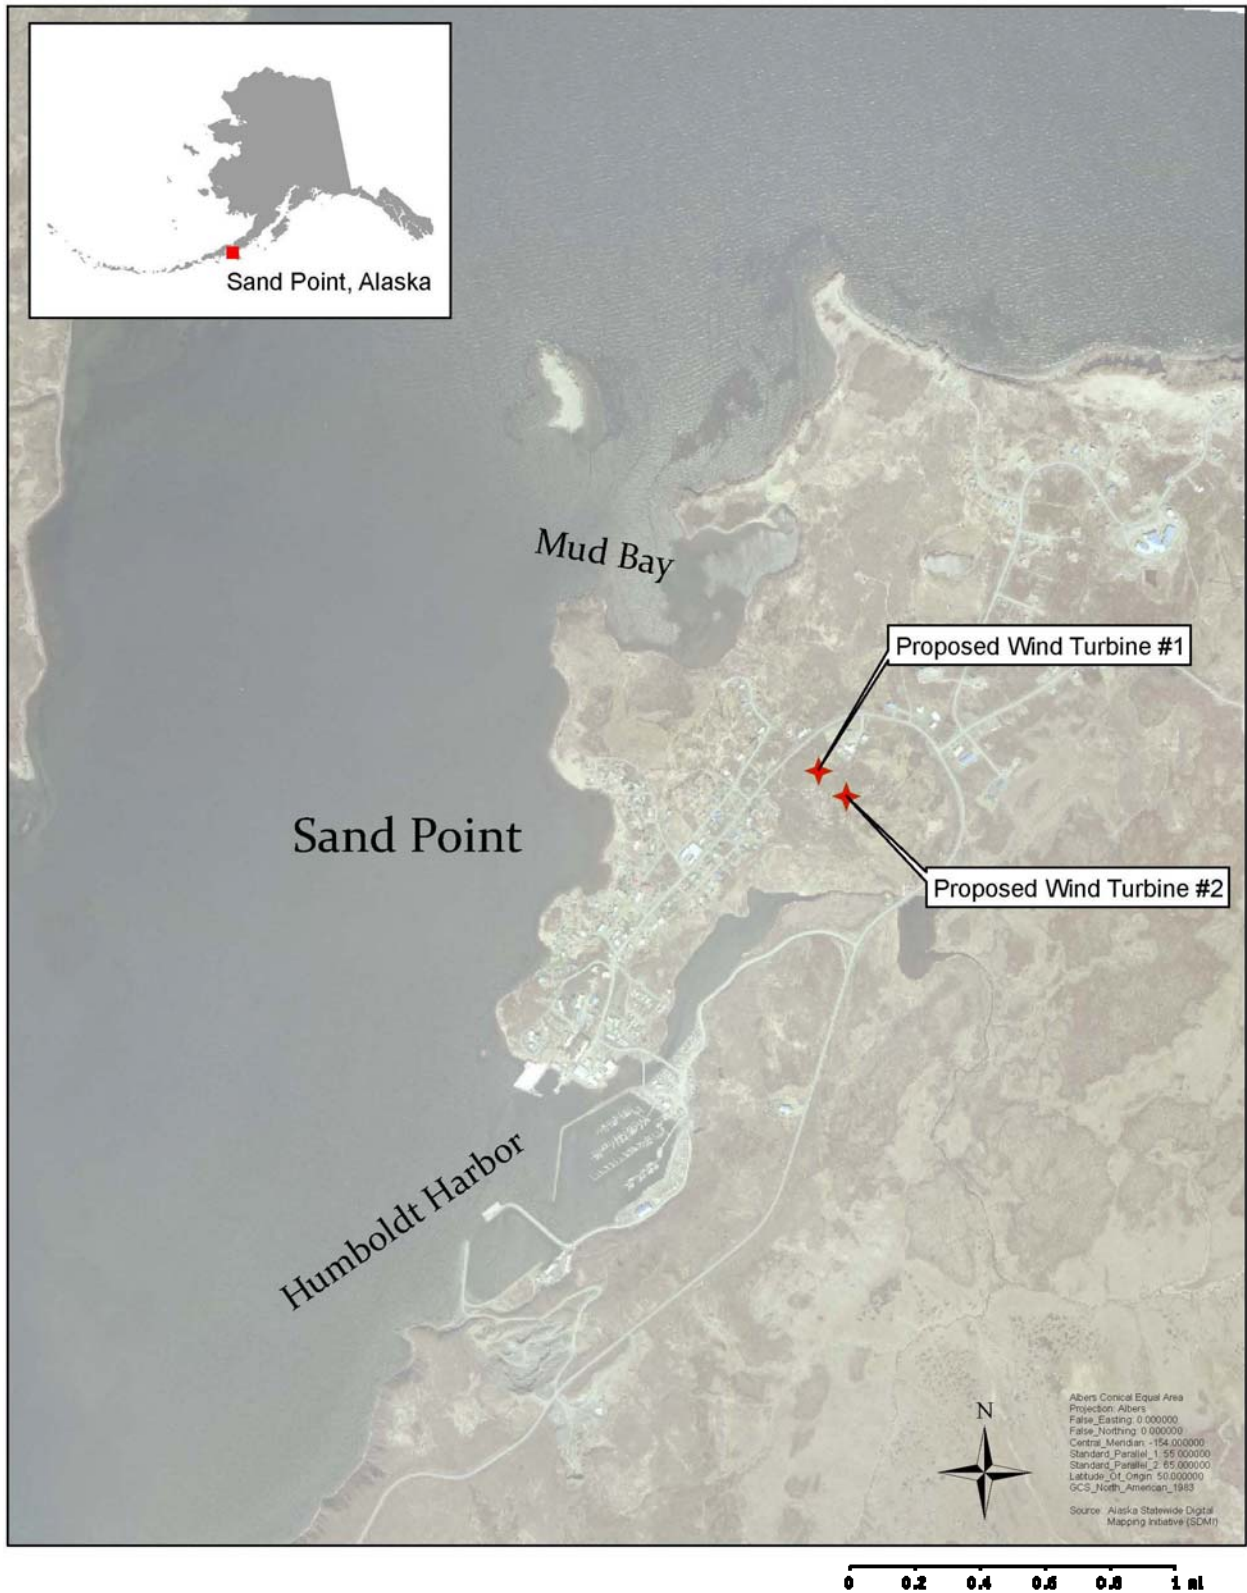 Sand Point, Alaska
Mud Bay
Proposed Wind Turbine #1
Sand Point
Proposed Wind Turbine #2
Humboldt Harbor
N
Albers Conical Equal Area
Projection: Albers
False_Easting: 0.000000
False_Northing: 0.000000
Central_Meridian: -154.000000
Standard_Parallel_1: 55.000000
Standard_Parallel_2: 65.000000
Latitude_Of_Origin: 50.000000
GCS_North_American_1983
Source: Alaska Statewide Digital
Mapping Initiative (SDMI)
0 0.2 0.4 0.6 0.8 1 mi